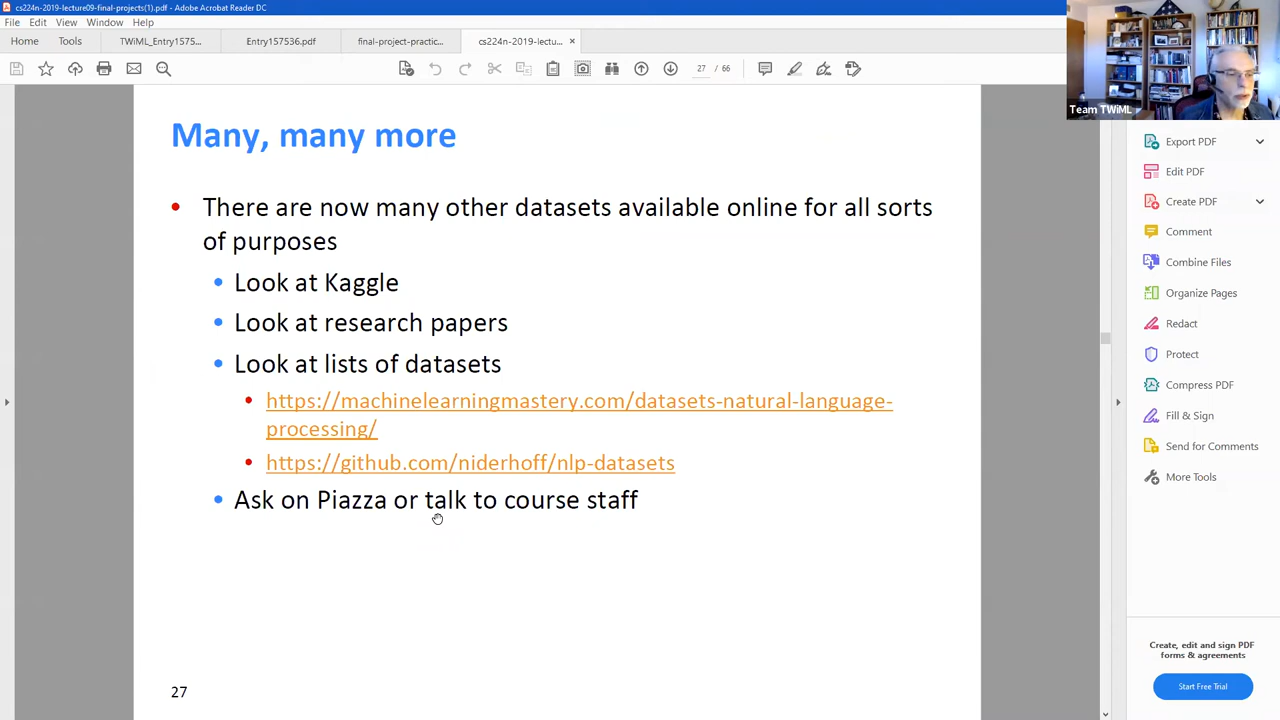 cs224n-2019-lecture09-final-projects(1).pdf - Adobe Acrobat Reader DC
File Edit View Window Help
Home Tools TWiML_Entry1575... Entry157536.pdf final-project-practic... cs224n-2019-lectu... ×
27 / 66
Team TWiML
Many, many more
• There are now many other datasets available online for all sorts
of purposes
• Look at Kaggle
• Look at research papers
• Look at lists of datasets
• https://machinelearningmastery.com/datasets-natural-language-
processing/
• https://github.com/niderhoff/nlp-datasets
• Ask on Piazza or talk to course staff
27
Export PDF
Edit PDF
Create PDF
Comment
Combine Files
Organize Pages
Redact
Protect
Compress PDF
Fill & Sign
Send for Comments
More Tools
Create, edit and sign PDF
forms & agreements
Start Free Trial